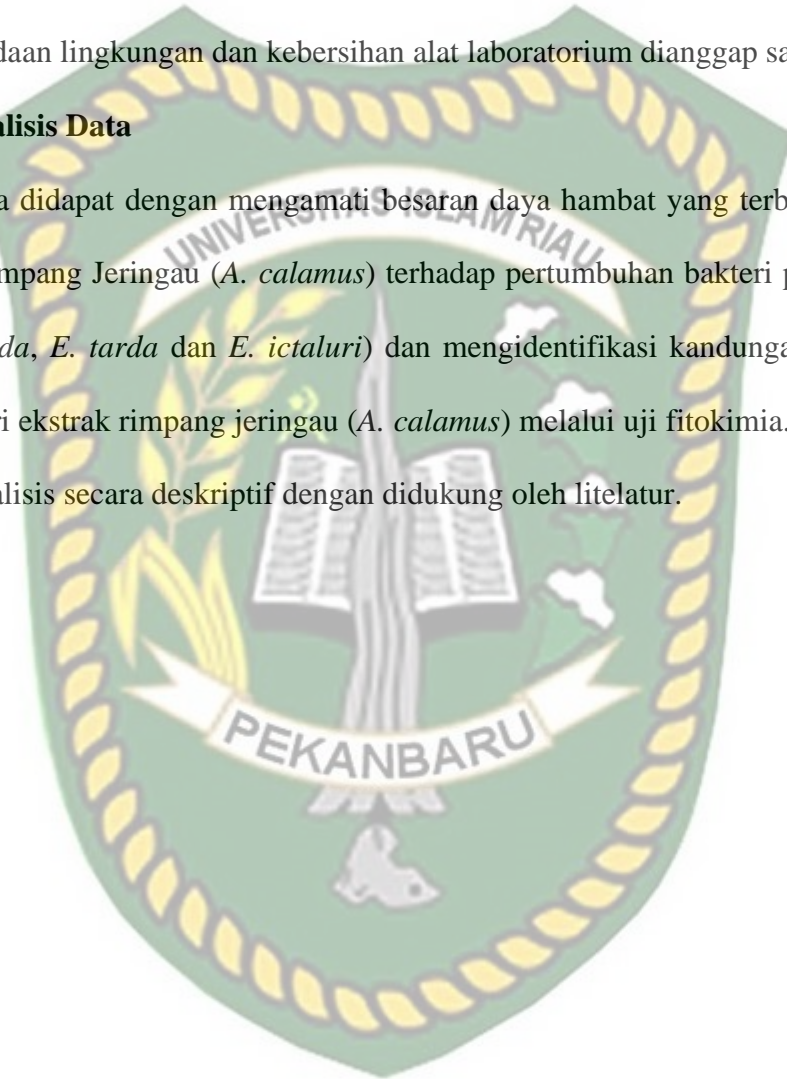 daan lingkungan dan kebersihan alat laboratorium dianggap sa
alisis Data
a didapat dengan mengamati besaran daya hambat yang terb
UNIVERSITAS ISLAM RIAU
mpang Jeringau (A. calamus) terhadap pertumbuhan bakteri p
da, E. tarda dan E. ictaluri) dan mengidentifikasi kandunga
ri ekstrak rimpang jeringau (A. calamus) melalui uji fitokimia.
alisis secara deskriptif dengan didukung oleh litelatur.
PEKANBARU